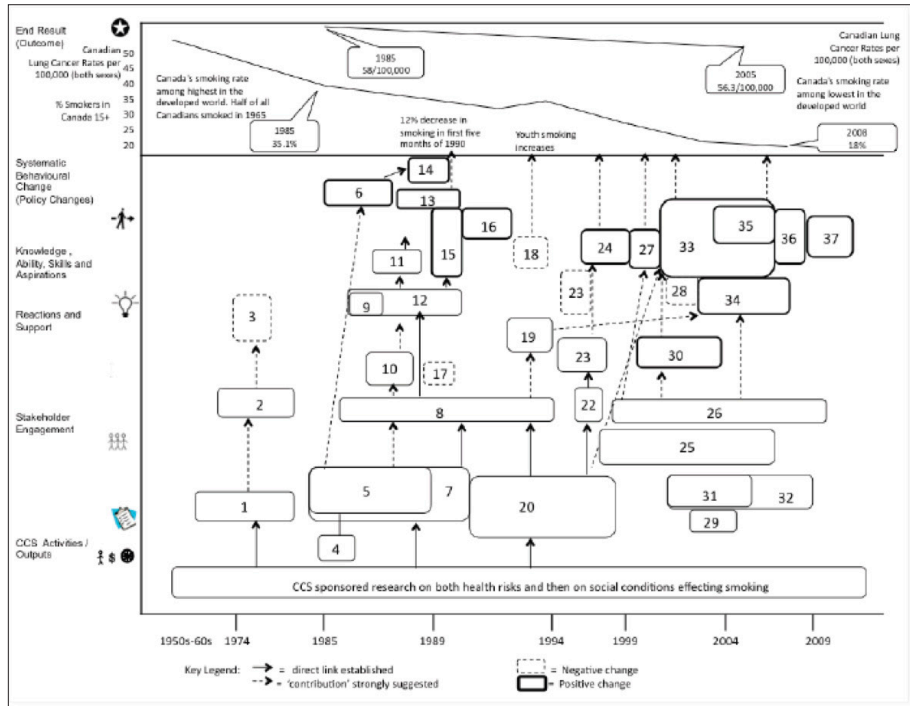 End Result
(Outcome)
Canadian
Lung Cancer Rates per
100,000 (both sexes)
% Smokers in
Canada 15+
50
45
40
35
30
25
20
Canada's smoking rate
among highest in the
developed world. Half of all
Canadians smoked in 1965
1985
35.1%
1985
58/100,000
12% decrease in
smoking in first five
months of 1990
Youth smoking
increases
2005
56.3/100,000
Canadian Lung
Cancer Rates per
100,000 (both sexes)
Canada's smoking rate
among lowest in the
developed world
2008
18%
Systematic
Behavioural
Change
(Policy Changes)
Knowledge ,
Ability, Skills and
Aspirations
Reactions and
Support
Stakeholder
Engagement
CCS Activities /
Outputs
$
14
6
13
15
16
11
18
24
27
33
35
36
37
3
9
12
23
28
34
19
10
17
23
30
2
8
22
26
25
1
5
7
20
31
32
4
29
CCS sponsored research on both health risks and then on social conditions effecting smoking
1950s-60s
1974
1985
1989
1994
1999
2004
2009
Key Legend:
= direct link established
= 'contribution' strongly suggested
= Negative change
= Positive change